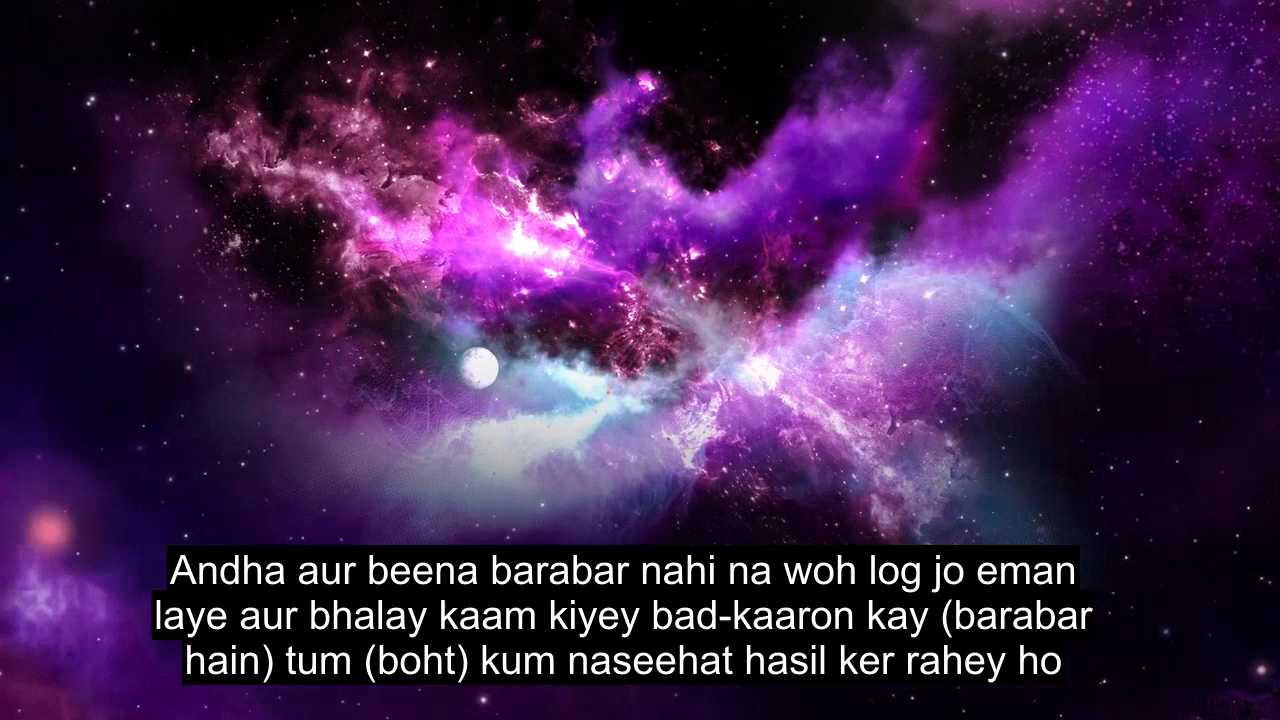 Andha aur beena barabar nahi na woh log jo eman
laye aur bhalay kaam kiyey bad-kaaron kay (barabar
hain) tum (boht) kum naseehat hasil ker rahey ho